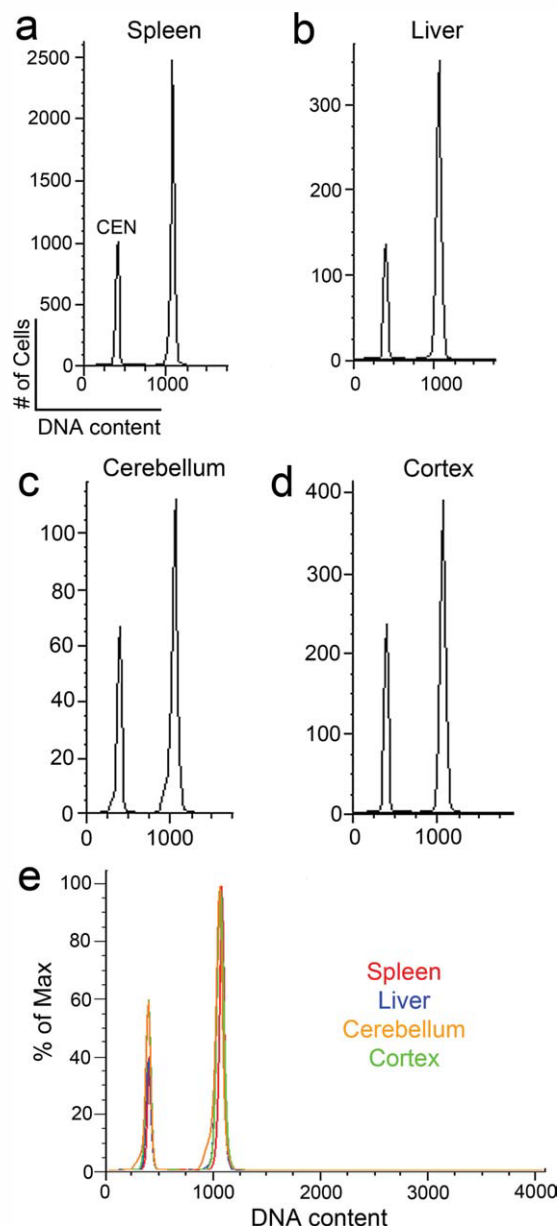 a
Spleen
2500
2000
1500
1000
500
0
CEN
# of Cells
0 1000
DNA content
b
Liver
300
200
100
0
0 1000
c
Cerebellum
100
80
60
40
20
0
0 1000
d
Cortex
400
300
200
100
0
0 1000
e
100
80
60
40
20
0
% of Max
Spleen
Liver
Cerebellum
Cortex
0 1000 2000 3000 4000
DNA content